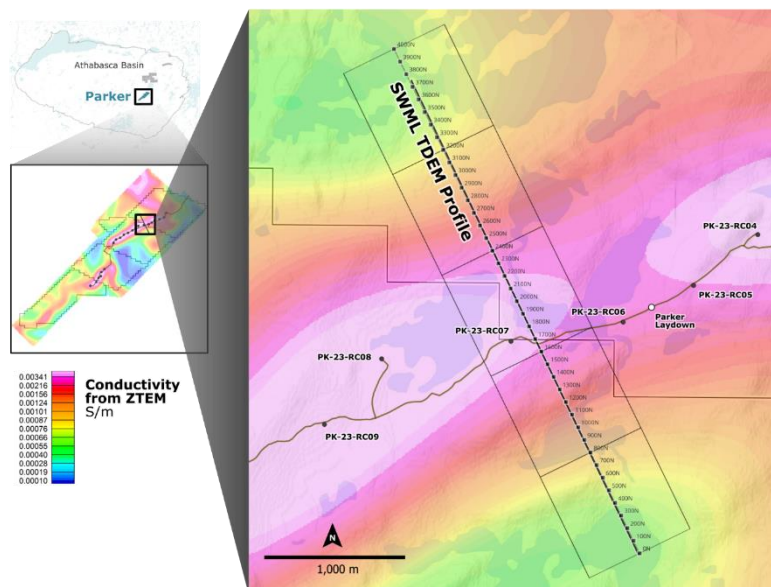 Athabasca Basin
Parker
0.00341
0.00216
0.00156
0.00124
0.00101
0.00087
0.00076
0.00066
0.00055
0.00048
0.00040
0.00028
0.00019
0.00010
Conductivity
from ZTEM
S/m
4000N
3900N
3800N
3700N
3600N
3500N
3400N
3300N
3200N
3100N
3000N
2900N
2800N
2700N
2600N
2500N
2400N
2300N
2200N
2100N
2000N
1900N
1800N
1700N
1600N
1500N
1400N
1300N
1200N
1100N
1000N
900N
800N
700N
600N
500N
400N
300N
200N
100N
0N
SWML TDEM Profile
PK-23-RC04
PK-23-RC05
Parker
Laydown
PK-23-RC06
PK-23-RC07
PK-23-RC08
PK-23-RC09
N
1,000 m